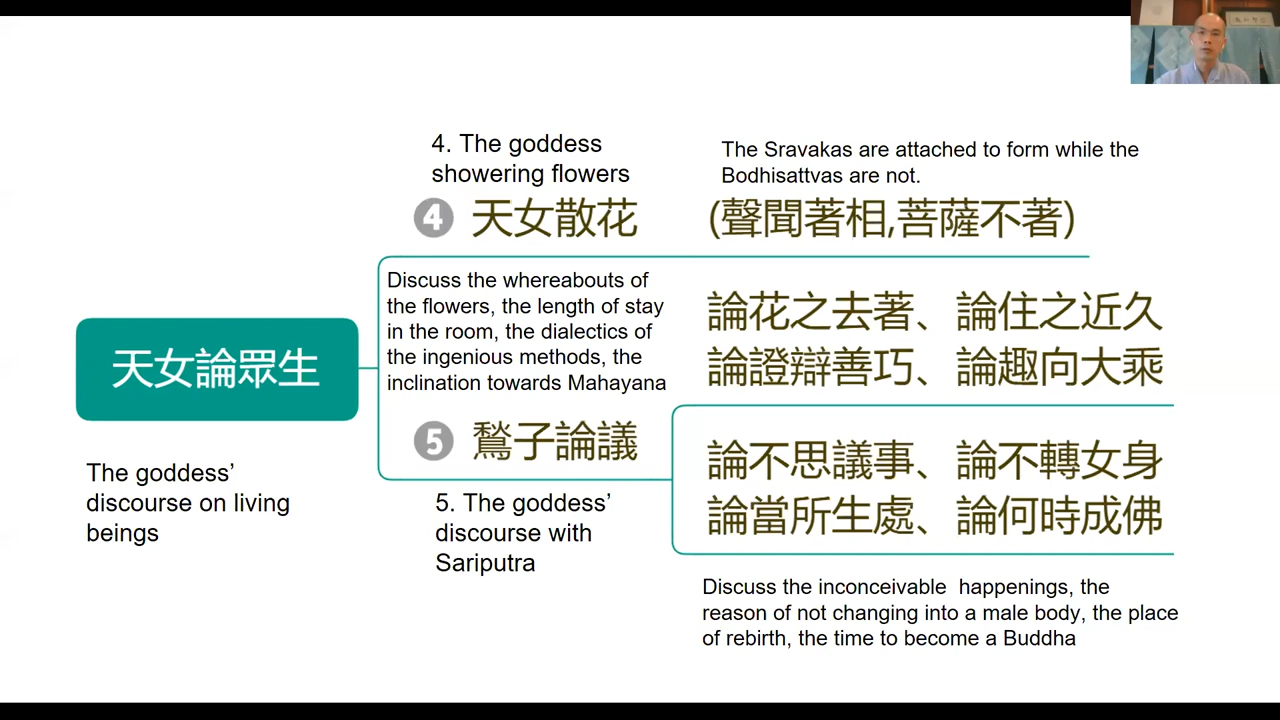 4. The goddess
showering flowers
The Sravakas are attached to form while the
Bodhisattvas are not.
4 天女散花
(聲聞著相,菩薩不著)
Discuss the whereabouts of
the flowers, the length of stay
in the room, the dialectics of
the ingenious methods, the
inclination towards Mahayana
論花之去著、論住之近久
論證辯善巧、論趣向大乘
天女論眾生
5 鶖子論議
論不思議事、論不轉女身
論當所生處、論何時成佛
The goddess’
discourse on living
beings
5. The goddess’
discourse with
Sariputra
Discuss the inconceivable  happenings, the
reason of not changing into a male body, the place
of rebirth, the time to become a Buddha